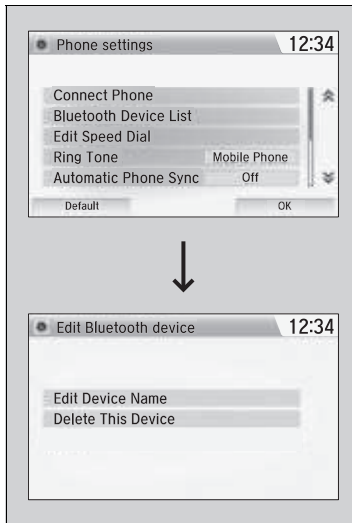 Phone settings 12:34
Connect Phone
Bluetooth Device List
Edit Speed Dial
Ring Tone Mobile Phone
Automatic Phone Sync Off
Default OK
Edit Bluetooth device 12:34
Edit Device Name
Delete This Device